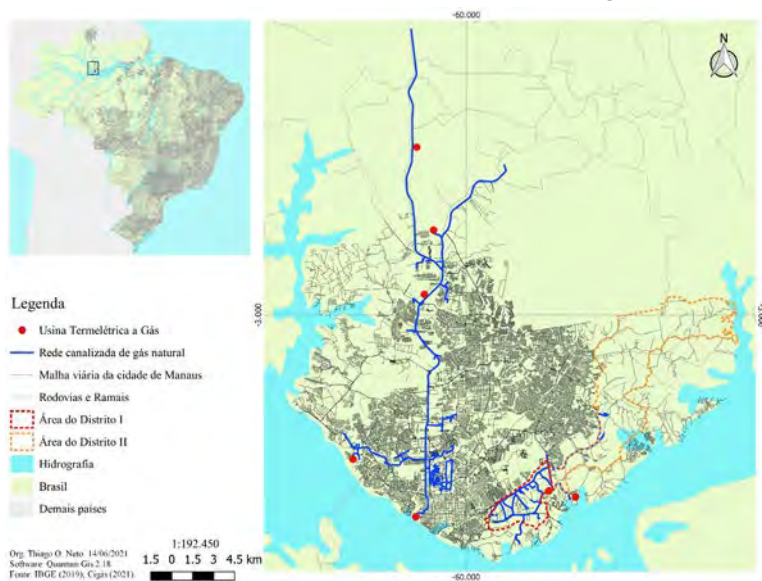 -60.000
N
-3.000
-3.000
Legenda
Usina Termelétrica a Gás
Rede canalizada de gás natural
Malha viária da cidade de Manaus
Rodovias e Ramais
Área do Distrito I
Área do Distrito II
Hidrografia
Brasil
Demais países
Org. Thiago O. Neto 14/06/2021
Software: Quantun Gis 2.18
Fonte: IBGE (2019); Cigás (2021).
1:192.450
1.5 0 1.5 3 4.5 km
-60.000